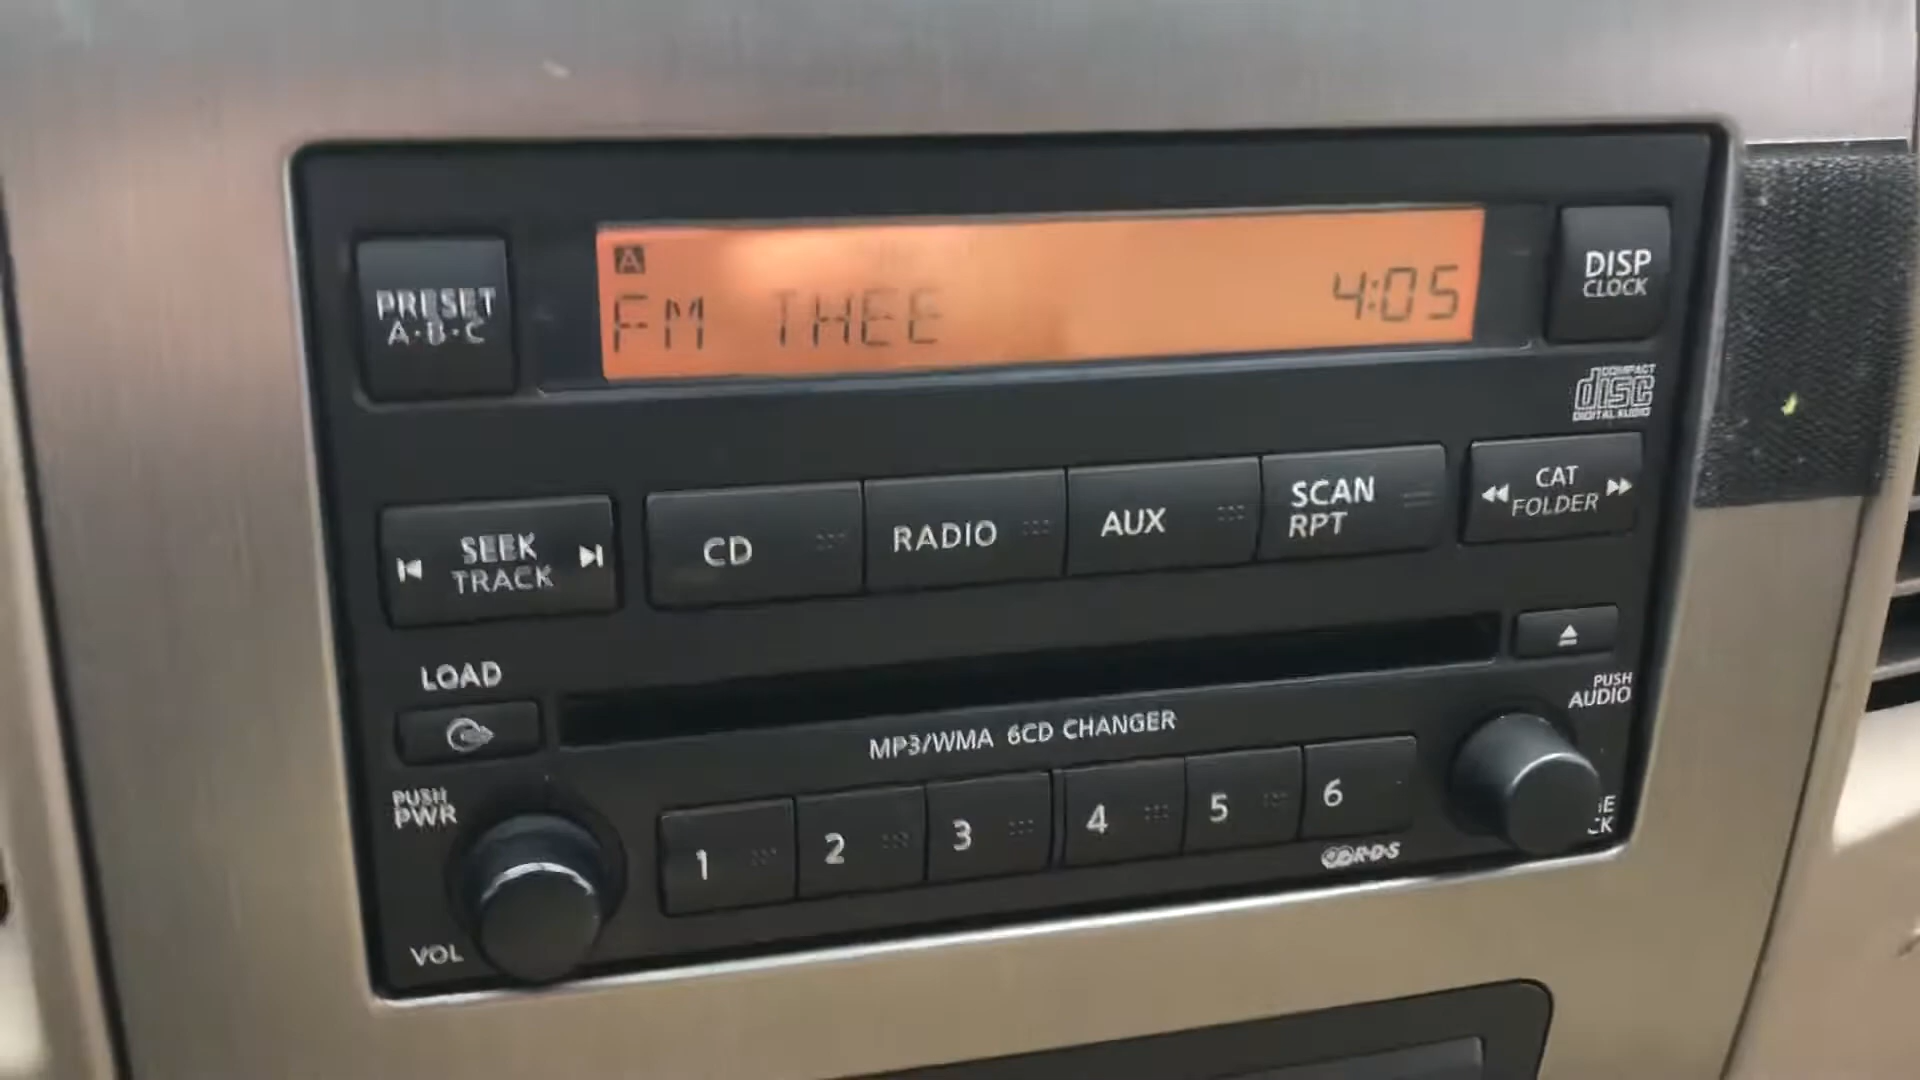 A
FM THEE 4:05
PRESET
A·B·C
DISP
CLOCK
COMPACT
disc
DIGITAL AUDIO
SEEK
TRACK
CD
RADIO
AUX
SCAN
RPT
CAT
FOLDER
LOAD
MP3/WMA 6CD CHANGER
PUSH
AUDIO
PUSH
PWR
VOL
1 2 3 4 5 6
R·D·S